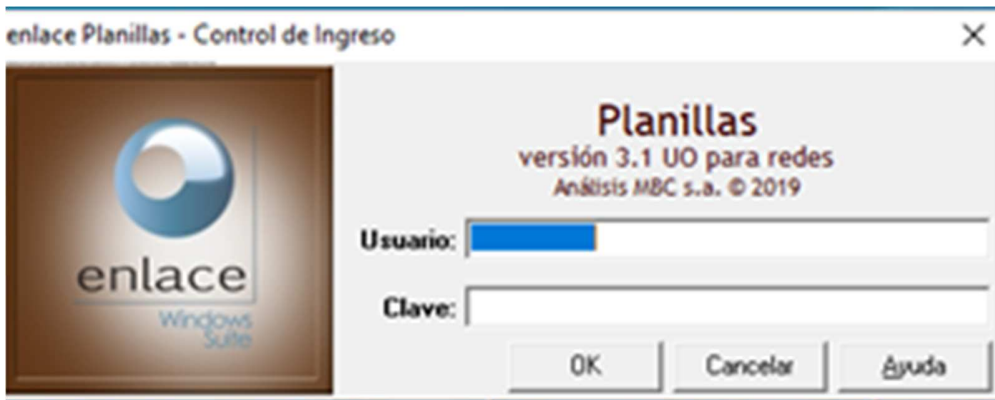 enlace Planillas - Control de Ingreso
enlace
Windows
Suite
Planillas
versión 3.1 UO para redes
Análisis MBC s.a. © 2019
Usuario:
Clave:
OK
Cancelar
Ayuda